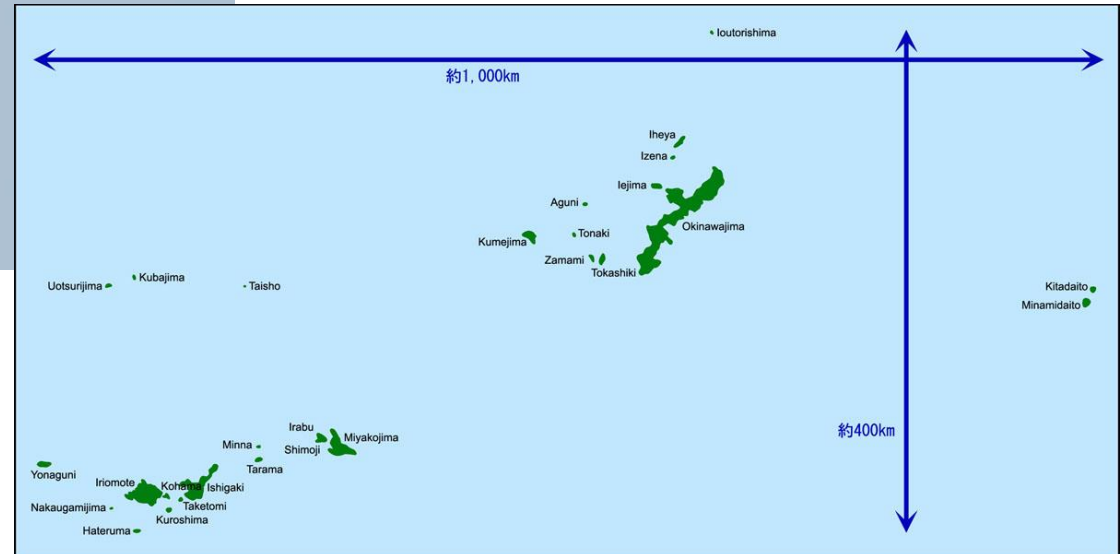 Ioutorishima
約1,000km
Iheya
Izena
Iejima
Aguni
Okinawajima
Tonaki
Kumejima
Zamami
Tokashiki
Kubajima
Uotsurijima
Taisho
Kitadaito
Minamidaito
約400km
Irabu
Miyakojima
Minna
Shimoji
Tarama
Yonaguni
Iriomote
Kohama
Ishigaki
Nakaugamijima
Taketomi
Kuroshima
Hateruma